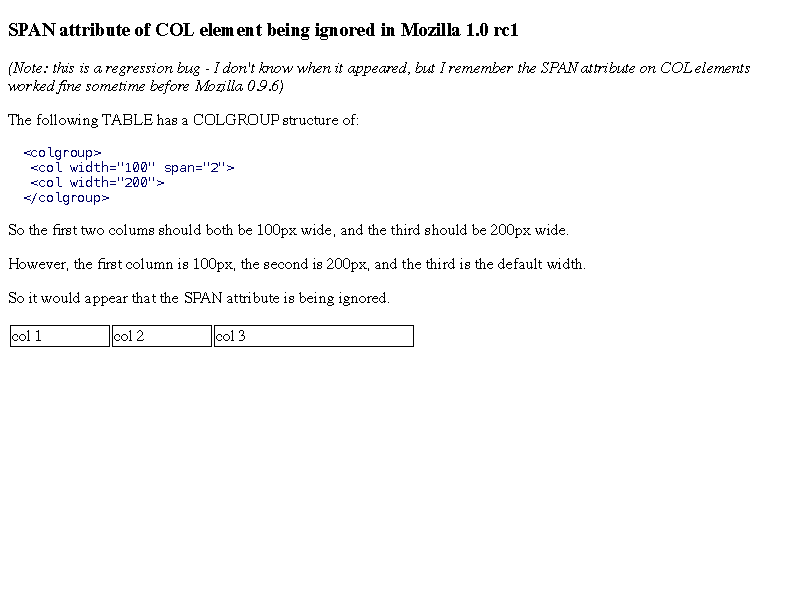 SPAN attribute of COL element being ignored in Mozilla 1.0 rc1
(Note: this is a regression bug - I don't know when it appeared, but I remember the SPAN attribute on COL elements
worked fine sometime before Mozilla 0.9.6)
The following TABLE has a COLGROUP structure of:
<colgroup>
<col width="100" span="2">
<col width="200">
</colgroup>
So the first two colums should both be 100px wide, and the third should be 200px wide.
However, the first column is 100px, the second is 200px, and the third is the default width.
So it would appear that the SPAN attribute is being ignored.
col 1 col 2 col 3